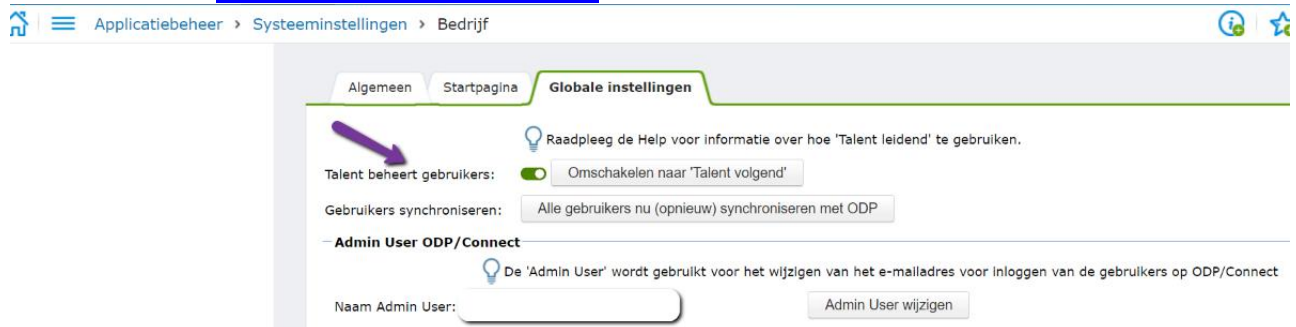 Applicatiebeheer > Systeeminstellingen > Bedrijf
Algemeen Startpagina Globale instellingen
Raadpleeg de Help voor informatie over hoe 'Talent leidend' te gebruiken.
Talent beheert gebruikers: Omschakelen naar 'Talent volgend'
Gebruikers synchroniseren: Alle gebruikers nu (opnieuw) synchroniseren met ODP
Admin User ODP/Connect
De 'Admin User' wordt gebruikt voor het wijzigen van het e-mailadres voor inloggen van de gebruikers op ODP/Connect
Naam Admin User: Admin User wijzigen